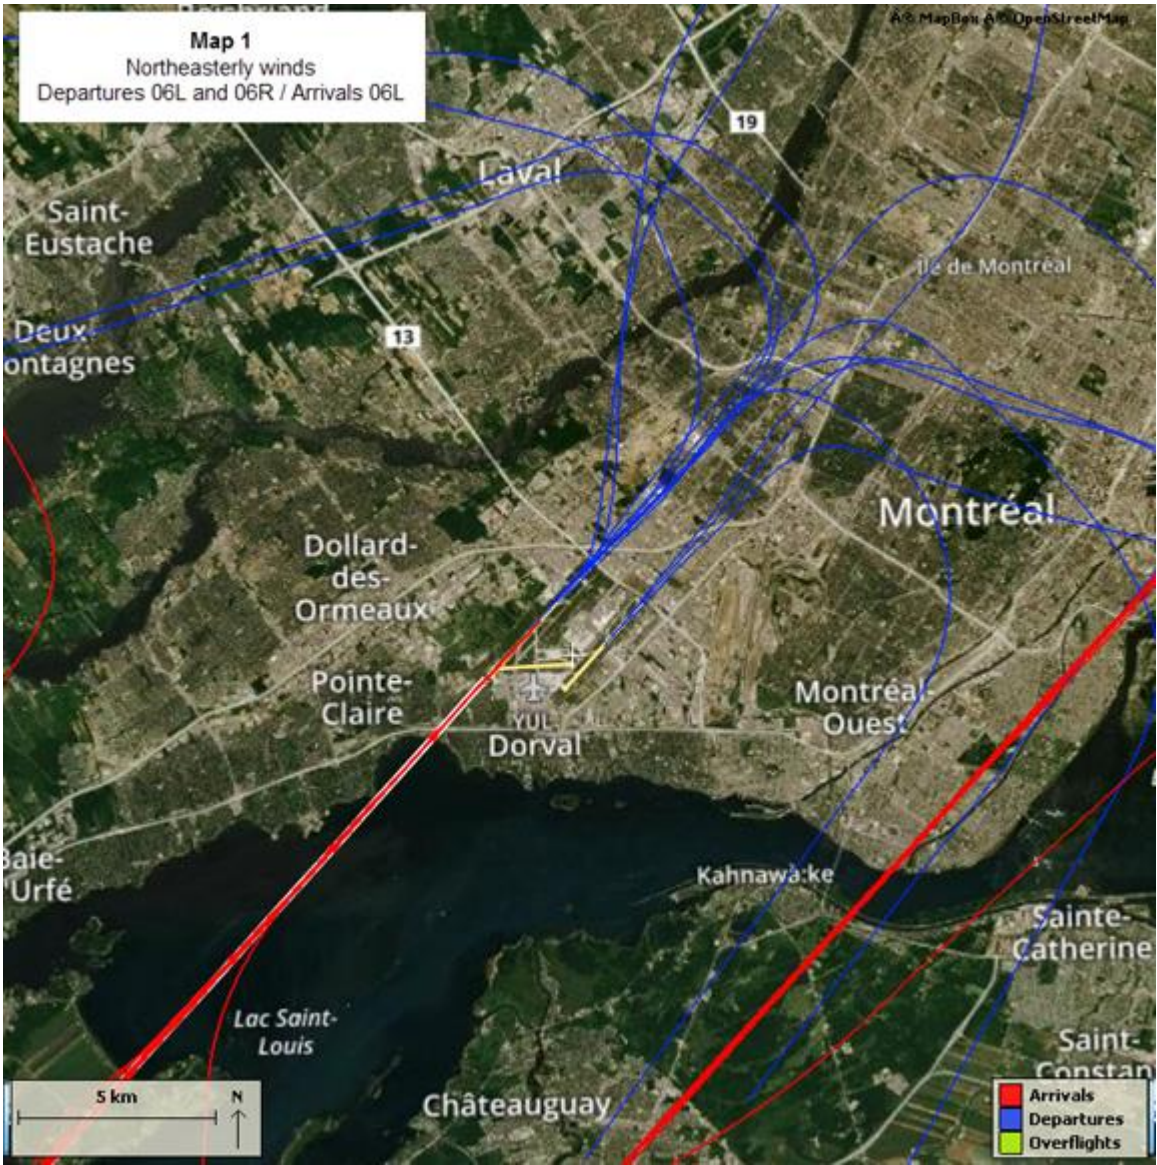 Map 1
Northeasterly winds
Departures 06L and 06R / Arrivals 06L
© MapBox © OpenStreetMap
19
Laval
Saint-
Eustache
Île de Montréal
Deux-
ontagnes
13
Montréal
Dollard-
des-
Ormeaux
Pointe-
Claire
Montréal-
Ouest
YUL
Dorval
Baie-
'Urfé
Kahnawà:ke
Sainte-
Catherine
Lac Saint-
Louis
Saint-
Constan
Châteauguay
5 km
N
Arrivals
Departures
Overflights